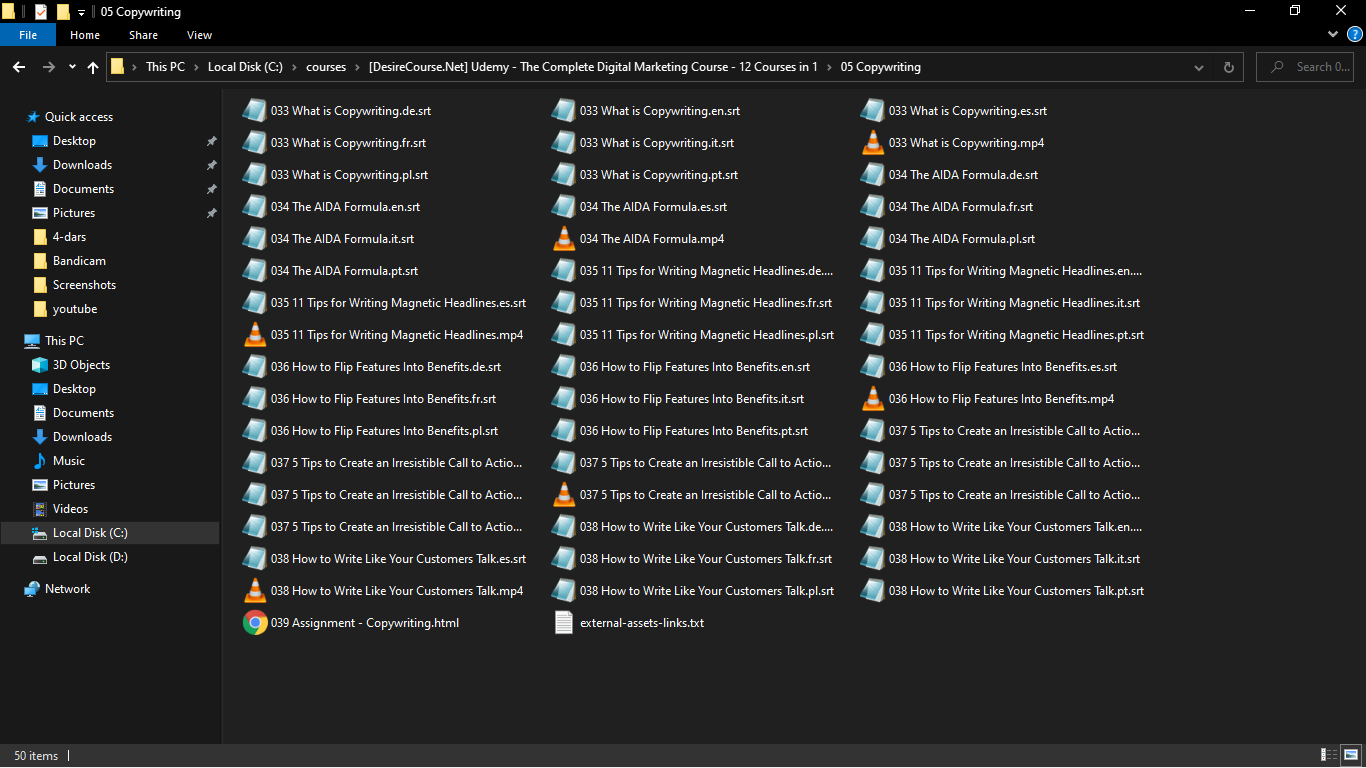 05 Copywriting
File Home Share View
This PC Local Disk (C:) courses [DesireCourse.Net] Udemy - The Complete Digital Marketing Course - 12 Courses in 1 05 Copywriting Search 0...
Quick access
Desktop
Downloads
Documents
Pictures
4-dars
Bandicam
Screenshots
youtube
This PC
3D Objects
Desktop
Documents
Downloads
Music
Pictures
Videos
Local Disk (C:)
Local Disk (D:)
Network
033 What is Copywriting.de.srt 033 What is Copywriting.en.srt 033 What is Copywriting.es.srt
033 What is Copywriting.fr.srt 033 What is Copywriting.it.srt 033 What is Copywriting.mp4
033 What is Copywriting.pl.srt 033 What is Copywriting.pt.srt 034 The AIDA Formula.de.srt
034 The AIDA Formula.en.srt 034 The AIDA Formula.es.srt 034 The AIDA Formula.fr.srt
034 The AIDA Formula.it.srt 034 The AIDA Formula.mp4 034 The AIDA Formula.pl.srt
034 The AIDA Formula.pt.srt 035 11 Tips for Writing Magnetic Headlines.de.... 035 11 Tips for Writing Magnetic Headlines.en....
035 11 Tips for Writing Magnetic Headlines.es.srt 035 11 Tips for Writing Magnetic Headlines.fr.srt 035 11 Tips for Writing Magnetic Headlines.it.srt
035 11 Tips for Writing Magnetic Headlines.mp4 035 11 Tips for Writing Magnetic Headlines.pl.srt 035 11 Tips for Writing Magnetic Headlines.pt.srt
036 How to Flip Features Into Benefits.de.srt 036 How to Flip Features Into Benefits.en.srt 036 How to Flip Features Into Benefits.es.srt
036 How to Flip Features Into Benefits.fr.srt 036 How to Flip Features Into Benefits.it.srt 036 How to Flip Features Into Benefits.mp4
036 How to Flip Features Into Benefits.pl.srt 036 How to Flip Features Into Benefits.pt.srt 037 5 Tips to Create an Irresistible Call to Actio...
037 5 Tips to Create an Irresistible Call to Actio... 037 5 Tips to Create an Irresistible Call to Actio... 037 5 Tips to Create an Irresistible Call to Actio...
037 5 Tips to Create an Irresistible Call to Actio... 037 5 Tips to Create an Irresistible Call to Actio... 037 5 Tips to Create an Irresistible Call to Actio...
037 5 Tips to Create an Irresistible Call to Actio... 038 How to Write Like Your Customers Talk.de.... 038 How to Write Like Your Customers Talk.en....
038 How to Write Like Your Customers Talk.es.srt 038 How to Write Like Your Customers Talk.fr.srt 038 How to Write Like Your Customers Talk.it.srt
038 How to Write Like Your Customers Talk.mp4 038 How to Write Like Your Customers Talk.pl.srt 038 How to Write Like Your Customers Talk.pt.srt
039 Assignment - Copywriting.html external-assets-links.txt
50 items